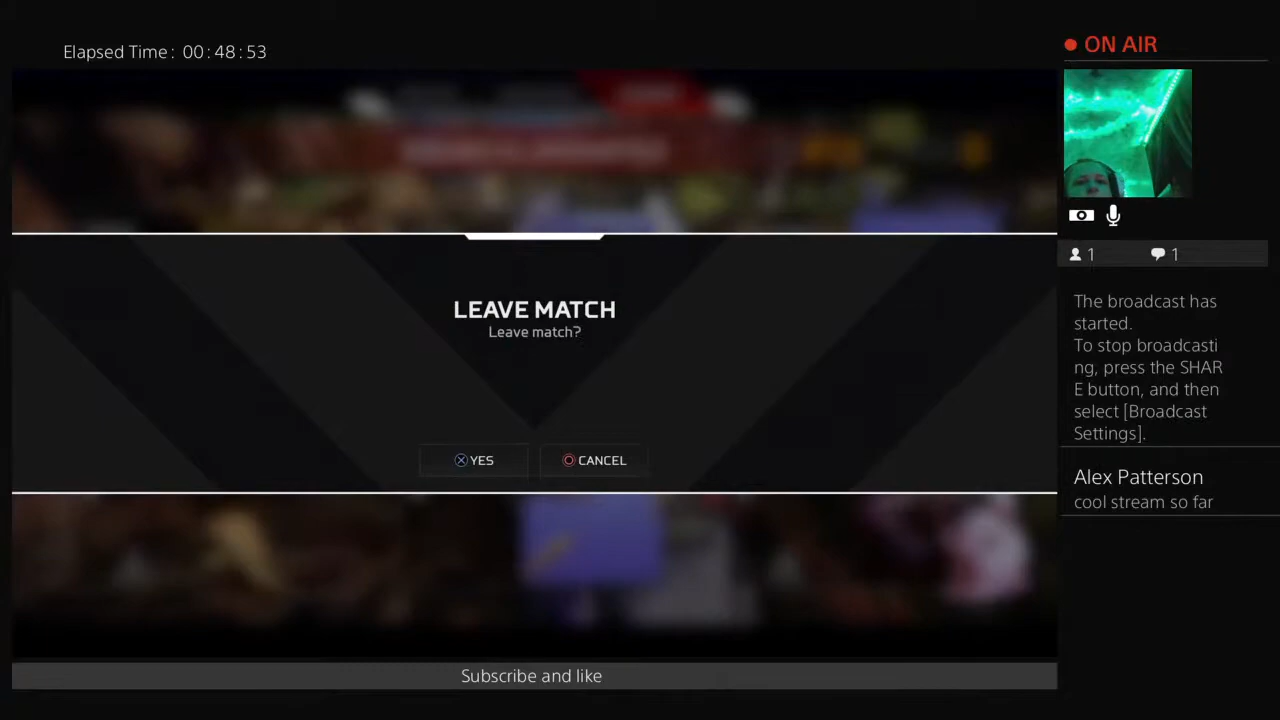 Elapsed Time: 00:48:53
ON AIR
1
1
The broadcast has
started.
To stop broadcasti
ng, press the SHAR
E button, and then
select [Broadcast
Settings].
Alex Patterson
cool stream so far
LEAVE MATCH
Leave match?
YES
CANCEL
Subscribe and like